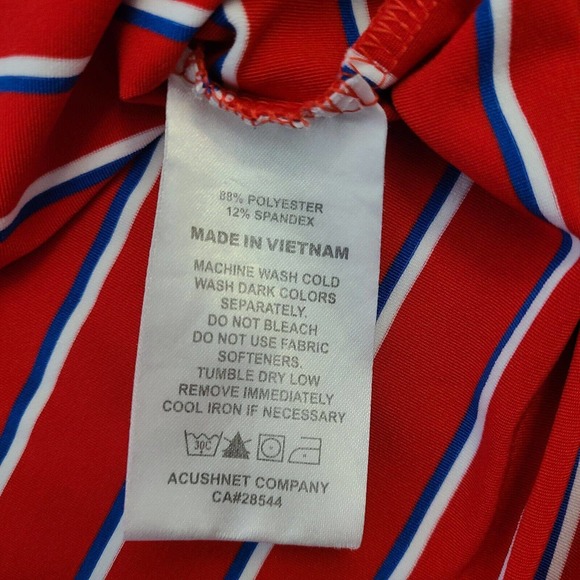 88% POLYESTER
12% SPANDEX
MADE IN VIETNAM
MACHINE WASH COLD
WASH DARK COLORS
SEPARATELY.
DO NOT BLEACH
DO NOT USE FABRIC
SOFTENERS.
TUMBLE DRY LOW
REMOVE IMMEDIATELY
COOL IRON IF NECESSARY
30C
ACUSHNET COMPANY
CA#28544